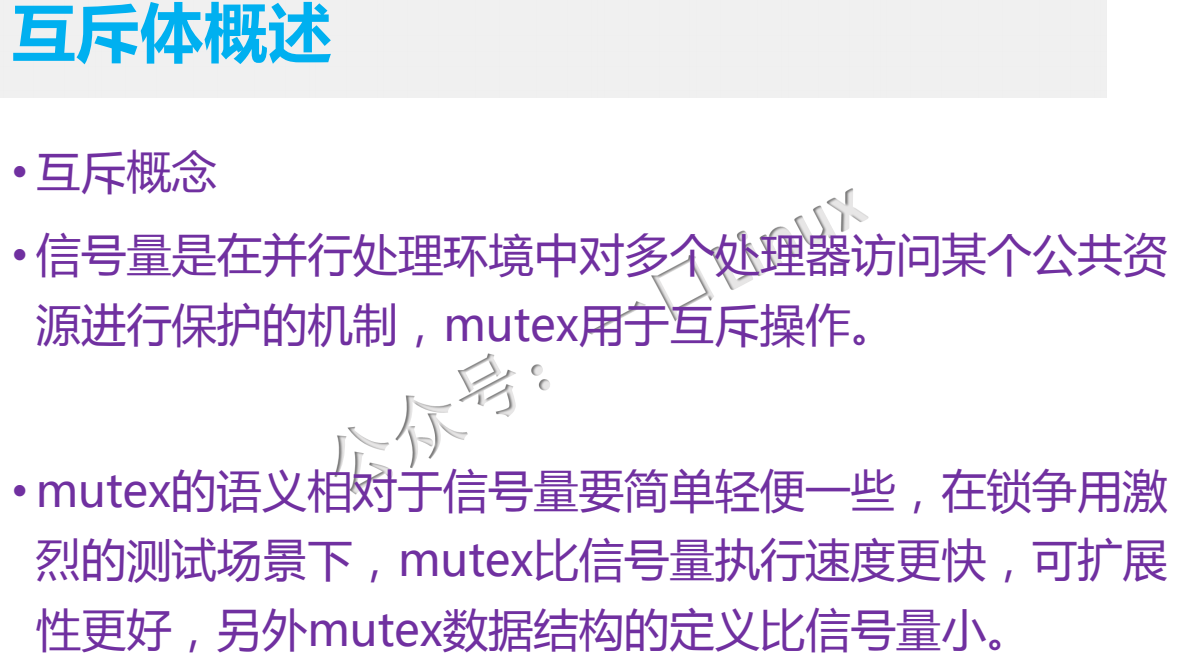 互斥体概述
• 互斥概念
• 信号量是在并行处理环境中对多个处理器访问某个公共资
源进行保护的机制，mutex用于互斥操作。
• mutex的语义相对于信号量要简单轻便一些，在锁争用激
烈的测试场景下，mutex比信号量执行速度更快，可扩展
性更好，另外mutex数据结构的定义比信号量小。
公众号：一口Linux